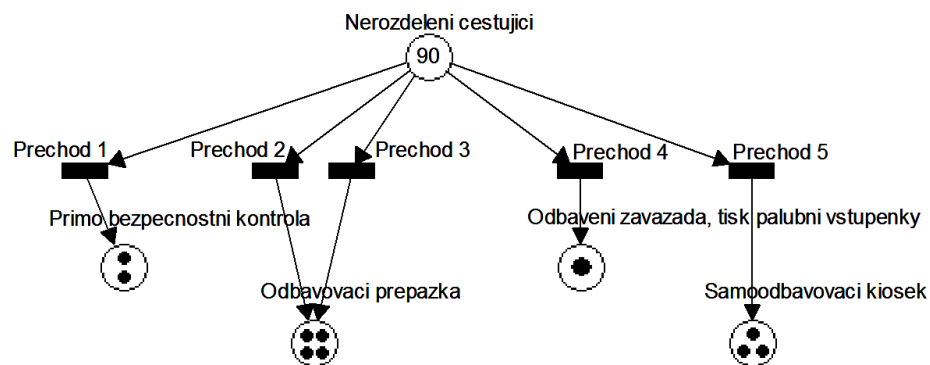 Nerozdeleni cestujici
90
Prechod 1
Prechod 2
Prechod 3
Prechod 4
Prechod 5
Primo bezpecnostni kontrola
Odbaveni zavazada, tisk palubni vstupenky
Odbavovaci prepazka
Samoodbavovaci kiosek